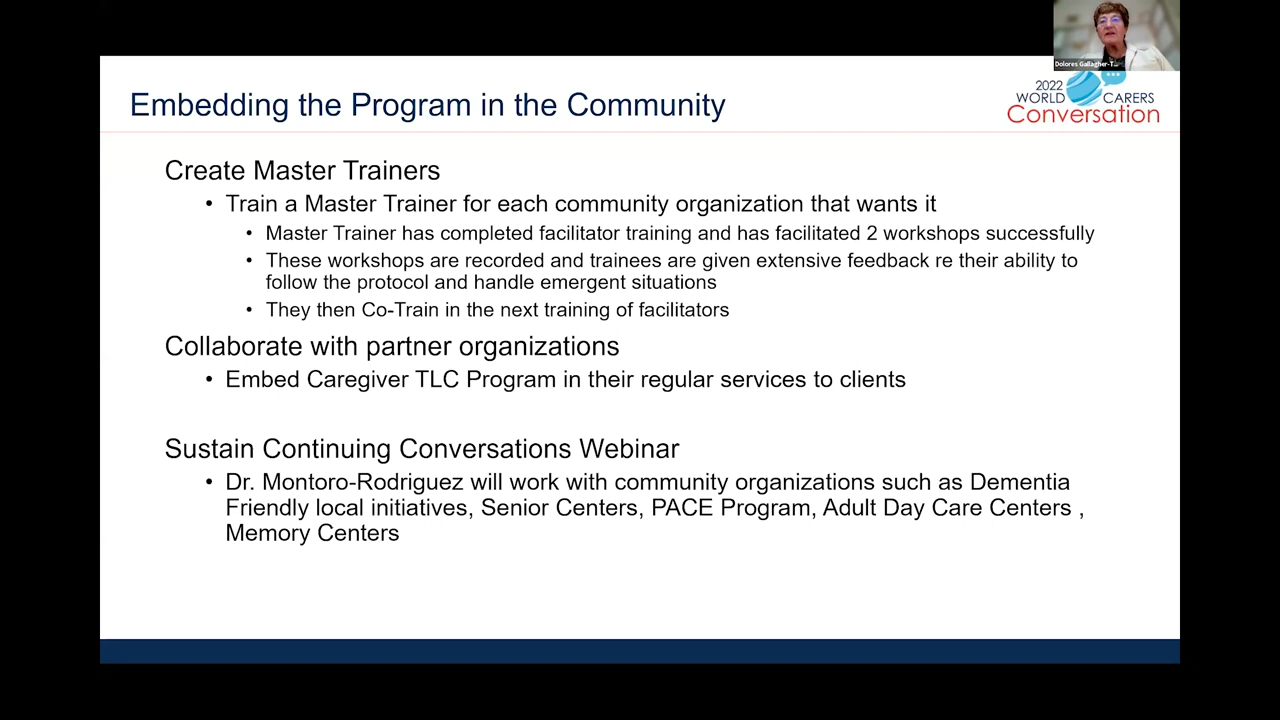 Dolores Gallagher-T...
2022
WORLD CARERS
Conversation
Embedding the Program in the Community
Create Master Trainers
• Train a Master Trainer for each community organization that wants it
• Master Trainer has completed facilitator training and has facilitated 2 workshops successfully
• These workshops are recorded and trainees are given extensive feedback re their ability to
follow the protocol and handle emergent situations
• They then Co-Train in the next training of facilitators
Collaborate with partner organizations
• Embed Caregiver TLC Program in their regular services to clients
Sustain Continuing Conversations Webinar
• Dr. Montoro-Rodriguez will work with community organizations such as Dementia
Friendly local initiatives, Senior Centers, PACE Program, Adult Day Care Centers ,
Memory Centers